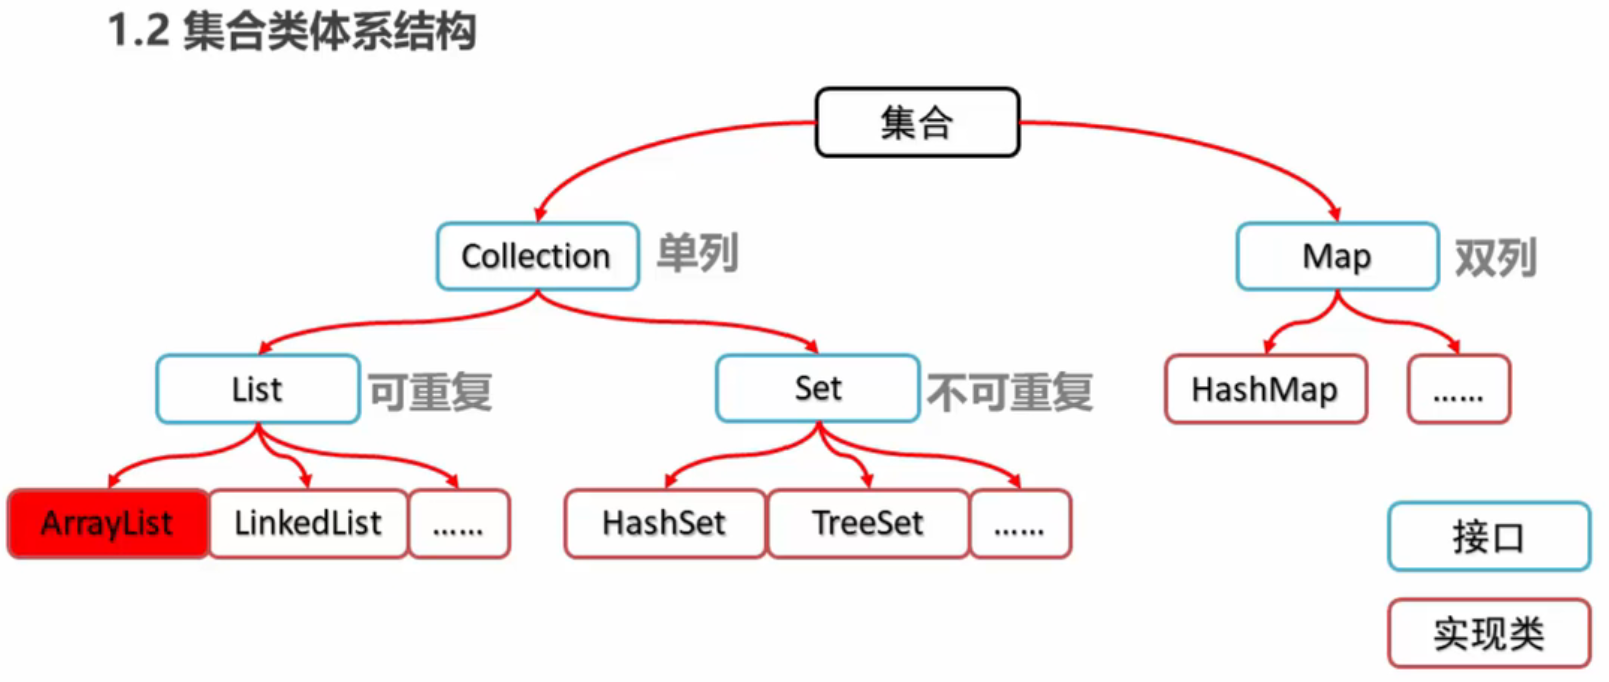 1.2 集合类体系结构
集合
Collection
单列
Map
双列
List
可重复
Set
不可重复
HashMap
......
ArrayList
LinkedList
......
HashSet
TreeSet
......
接口
实现类